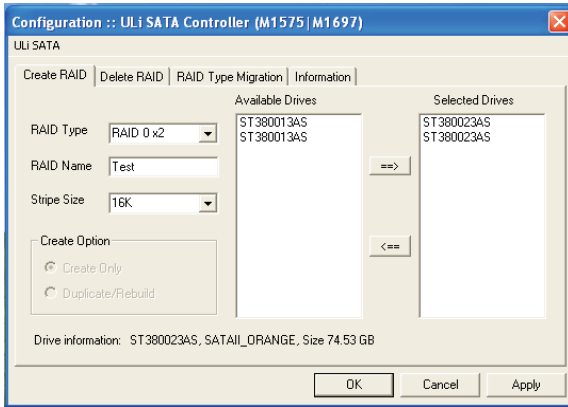 Configuration :: ULi SATA Controller (M1575|M1697)
ULi SATA
Create RAID Delete RAID RAID Type Migration Information
Available Drives Selected Drives
RAID Type RAID 0 x2
RAID Name Test
Stripe Size 16K
ST380013AS
ST380013AS
==>
<==
ST380023AS
ST380023AS
Create Option
Create Only
Duplicate/Rebuild
Drive information: ST380023AS, SATAII_ORANGE, Size 74.53 GB
OK Cancel Apply